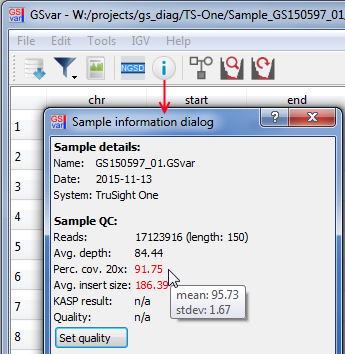 GSvar - W:/projects/gs_diag/TS-One/Sample_GS150597_01
File Edit Tools IGV Help
NGSD
chr start end
1
2
3
4
5
6
7
8
Sample information dialog
Sample details:
Name: GS150597_01.GSvar
Date: 2015-11-13
System: TruSight One
Sample QC:
Reads: 17123916 (length: 150)
Avg. depth: 84.44
Perc. cov. 20x: 91.75
Avg. insert size: 186.39
mean: 95.73
stdev: 1.67
KASP result: n/a
Quality: n/a
Set quality